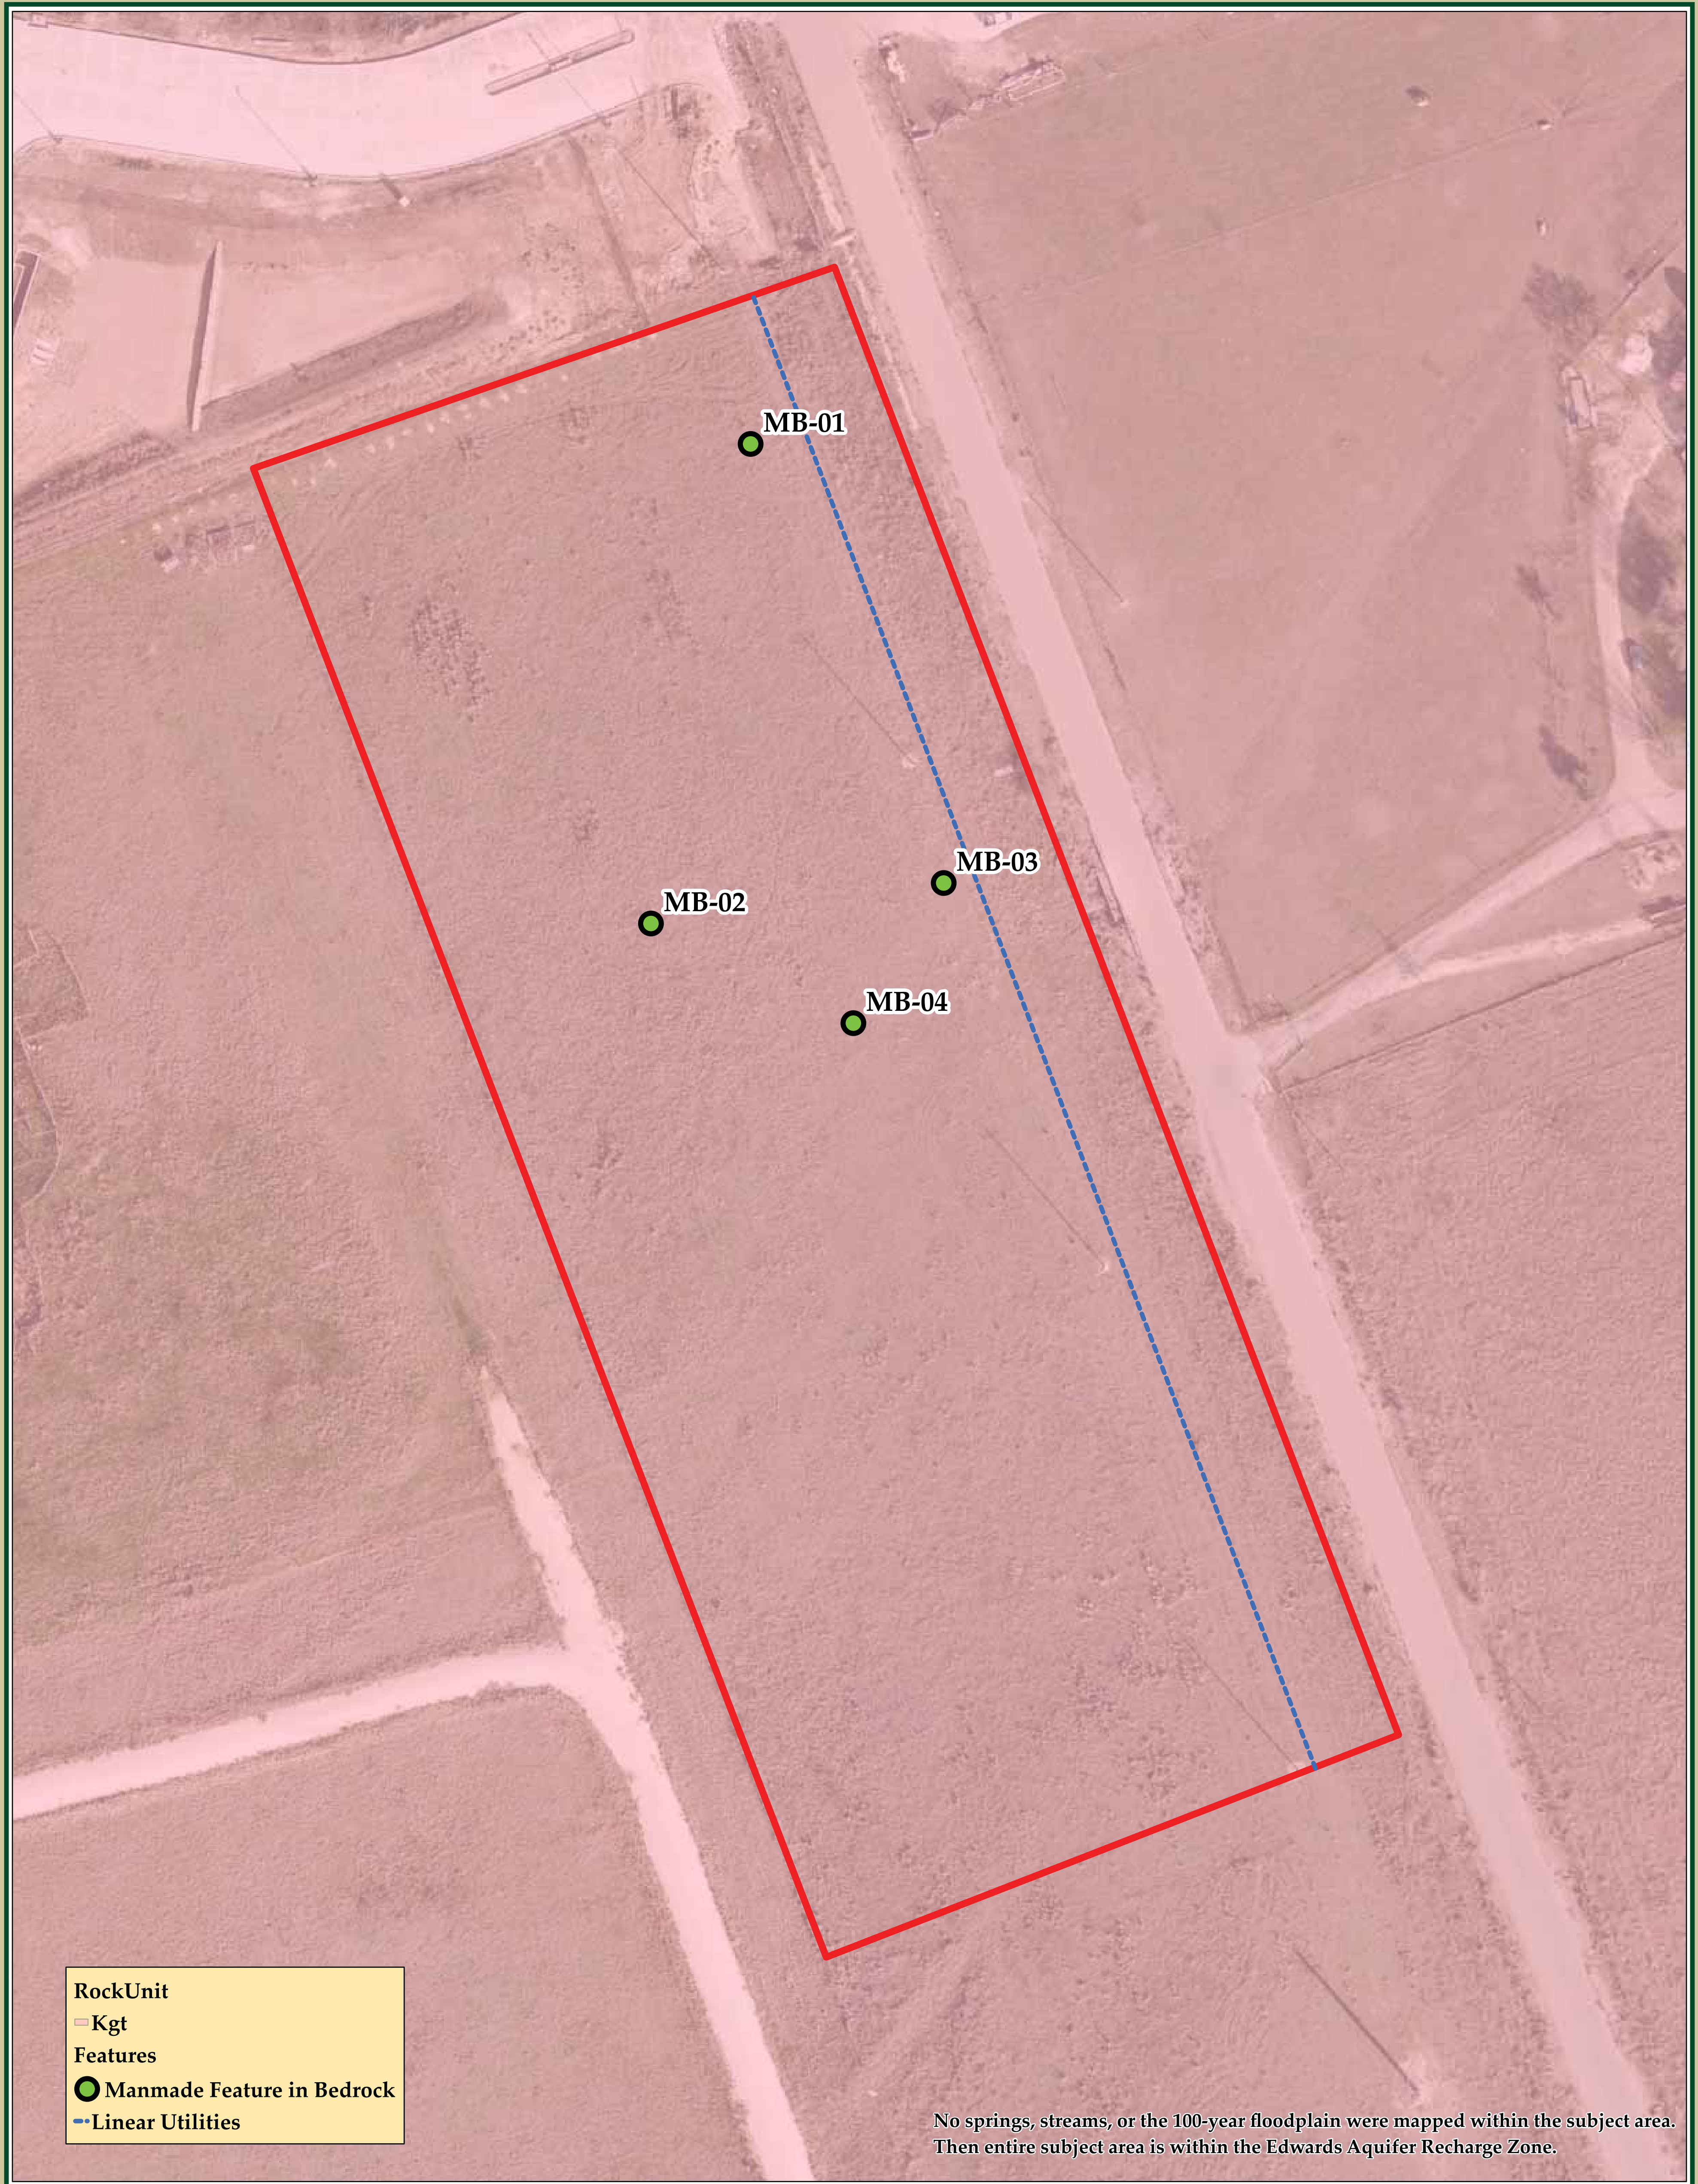 MB-01
MB-03
MB-02
MB-04
RockUnit
Kgt
Features
Manmade Feature in Bedrock
Linear Utilities
No springs, streams, or the 100-year floodplain were mapped within the subject area.
Then entire subject area is within the Edwards Aquifer Recharge Zone.